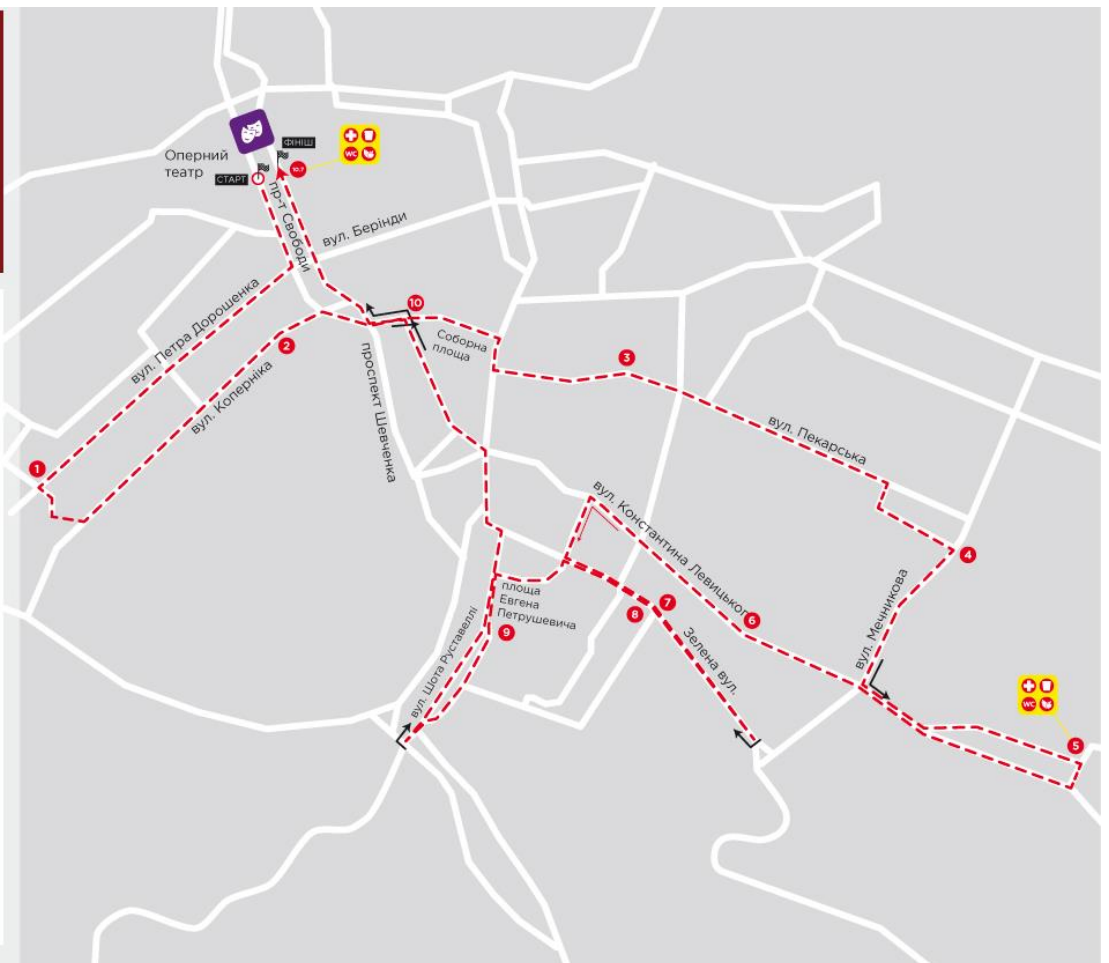 ФІНІШ
Оперний
театр
СТАРТ
10,7
WC
пр-т Свободи
вул. Берінди
вул. Петра Дорошенка
10
2
Соборна
площа
3
вул. Коперніка
проспект Шевченка
вул. Пекарська
1
вул. Константина Левицького
4
площа
Евгена
Петрушевича
7
8
6
вул. Мечникова
9
Зелена вул.
вул. Шота Руставеллі
WC
5